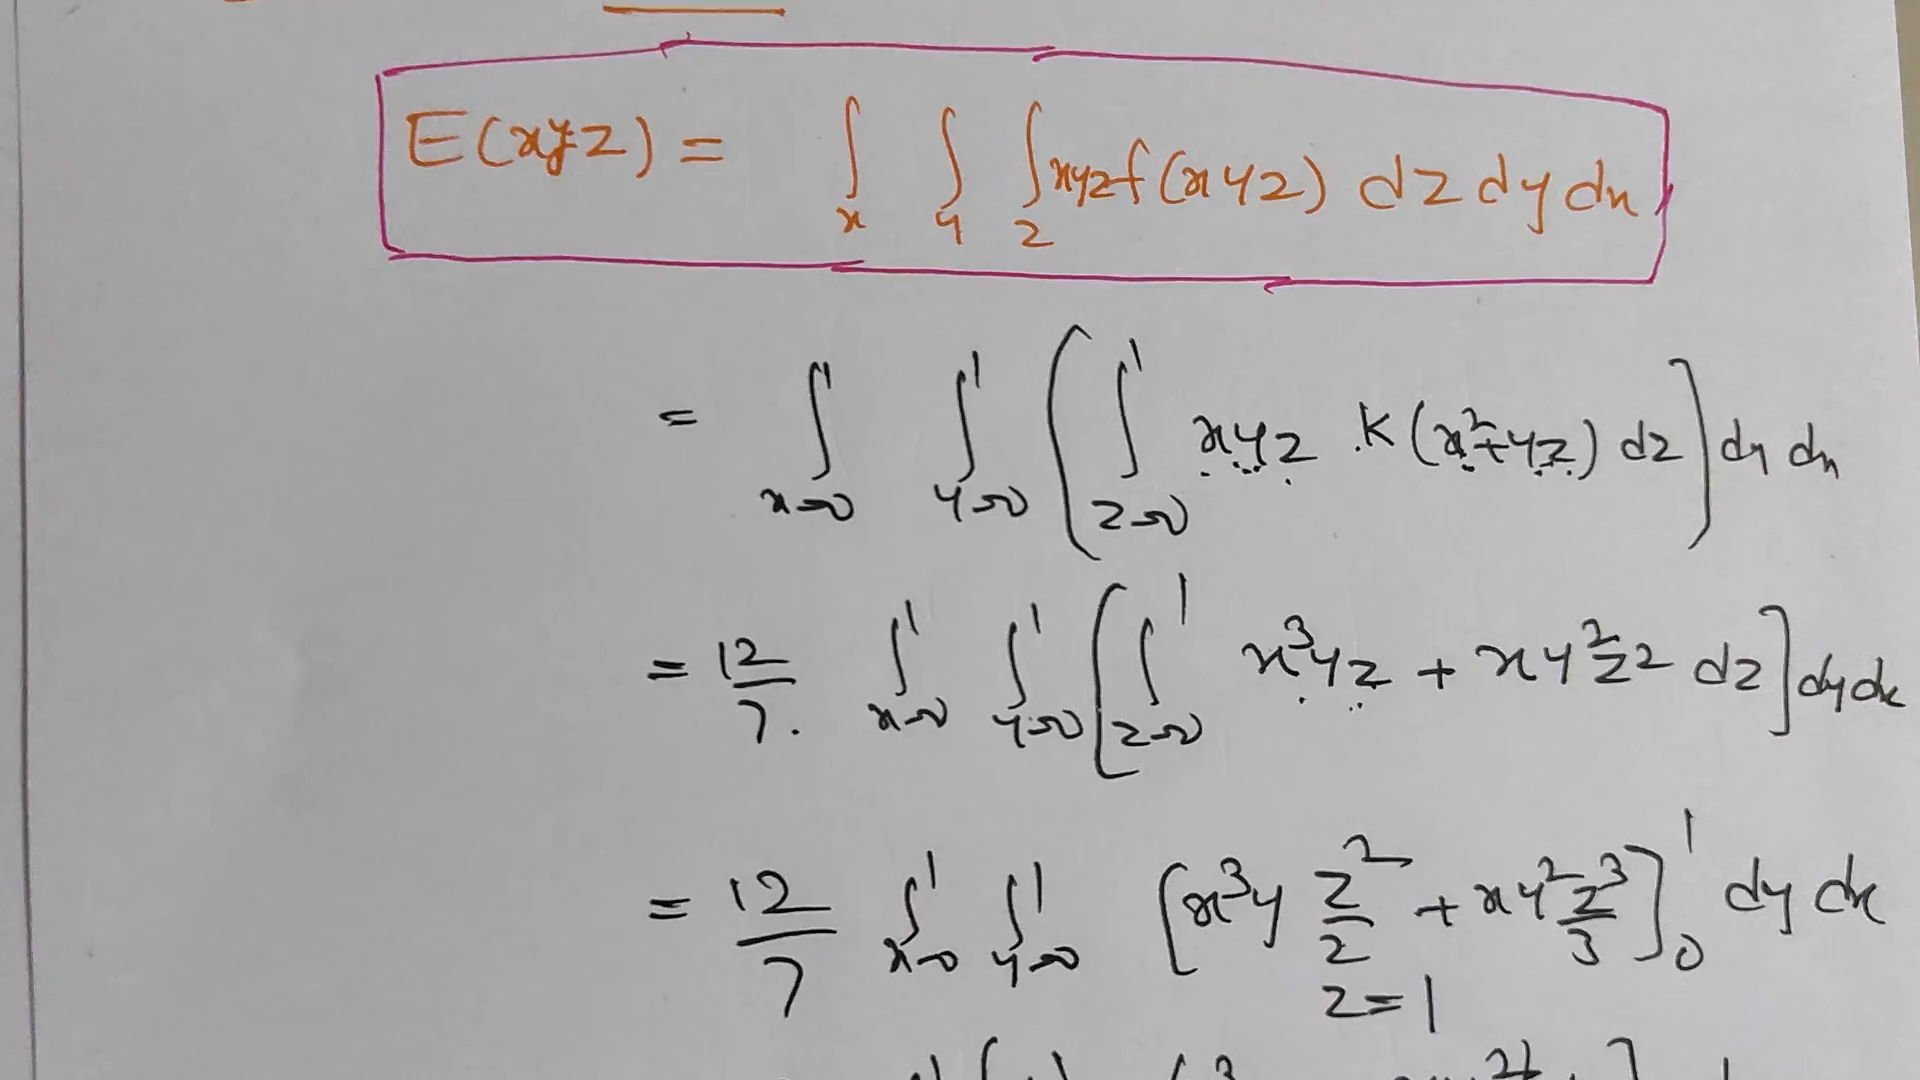 E(xyz) = ∫x ∫y ∫z xyz f(xyz) dz dy dx
= ∫_{x=0}^{1} ∫_{y=0}^{1} ( ∫_{z=0}^{1} xyz . K (x²+yz) dz ] dy dx
= 12/7 . ∫_{x=0}^{1} ∫_{y=0}^{1} [ ∫_{z=0}^{1} x³yz + xy²z² dz ] dy dx
= 12/7 ∫_{x=0}^{1} ∫_{y=0}^{1} [ x³y z²/2 + xy² z³/3 ]_0^1 dy dx
z=1